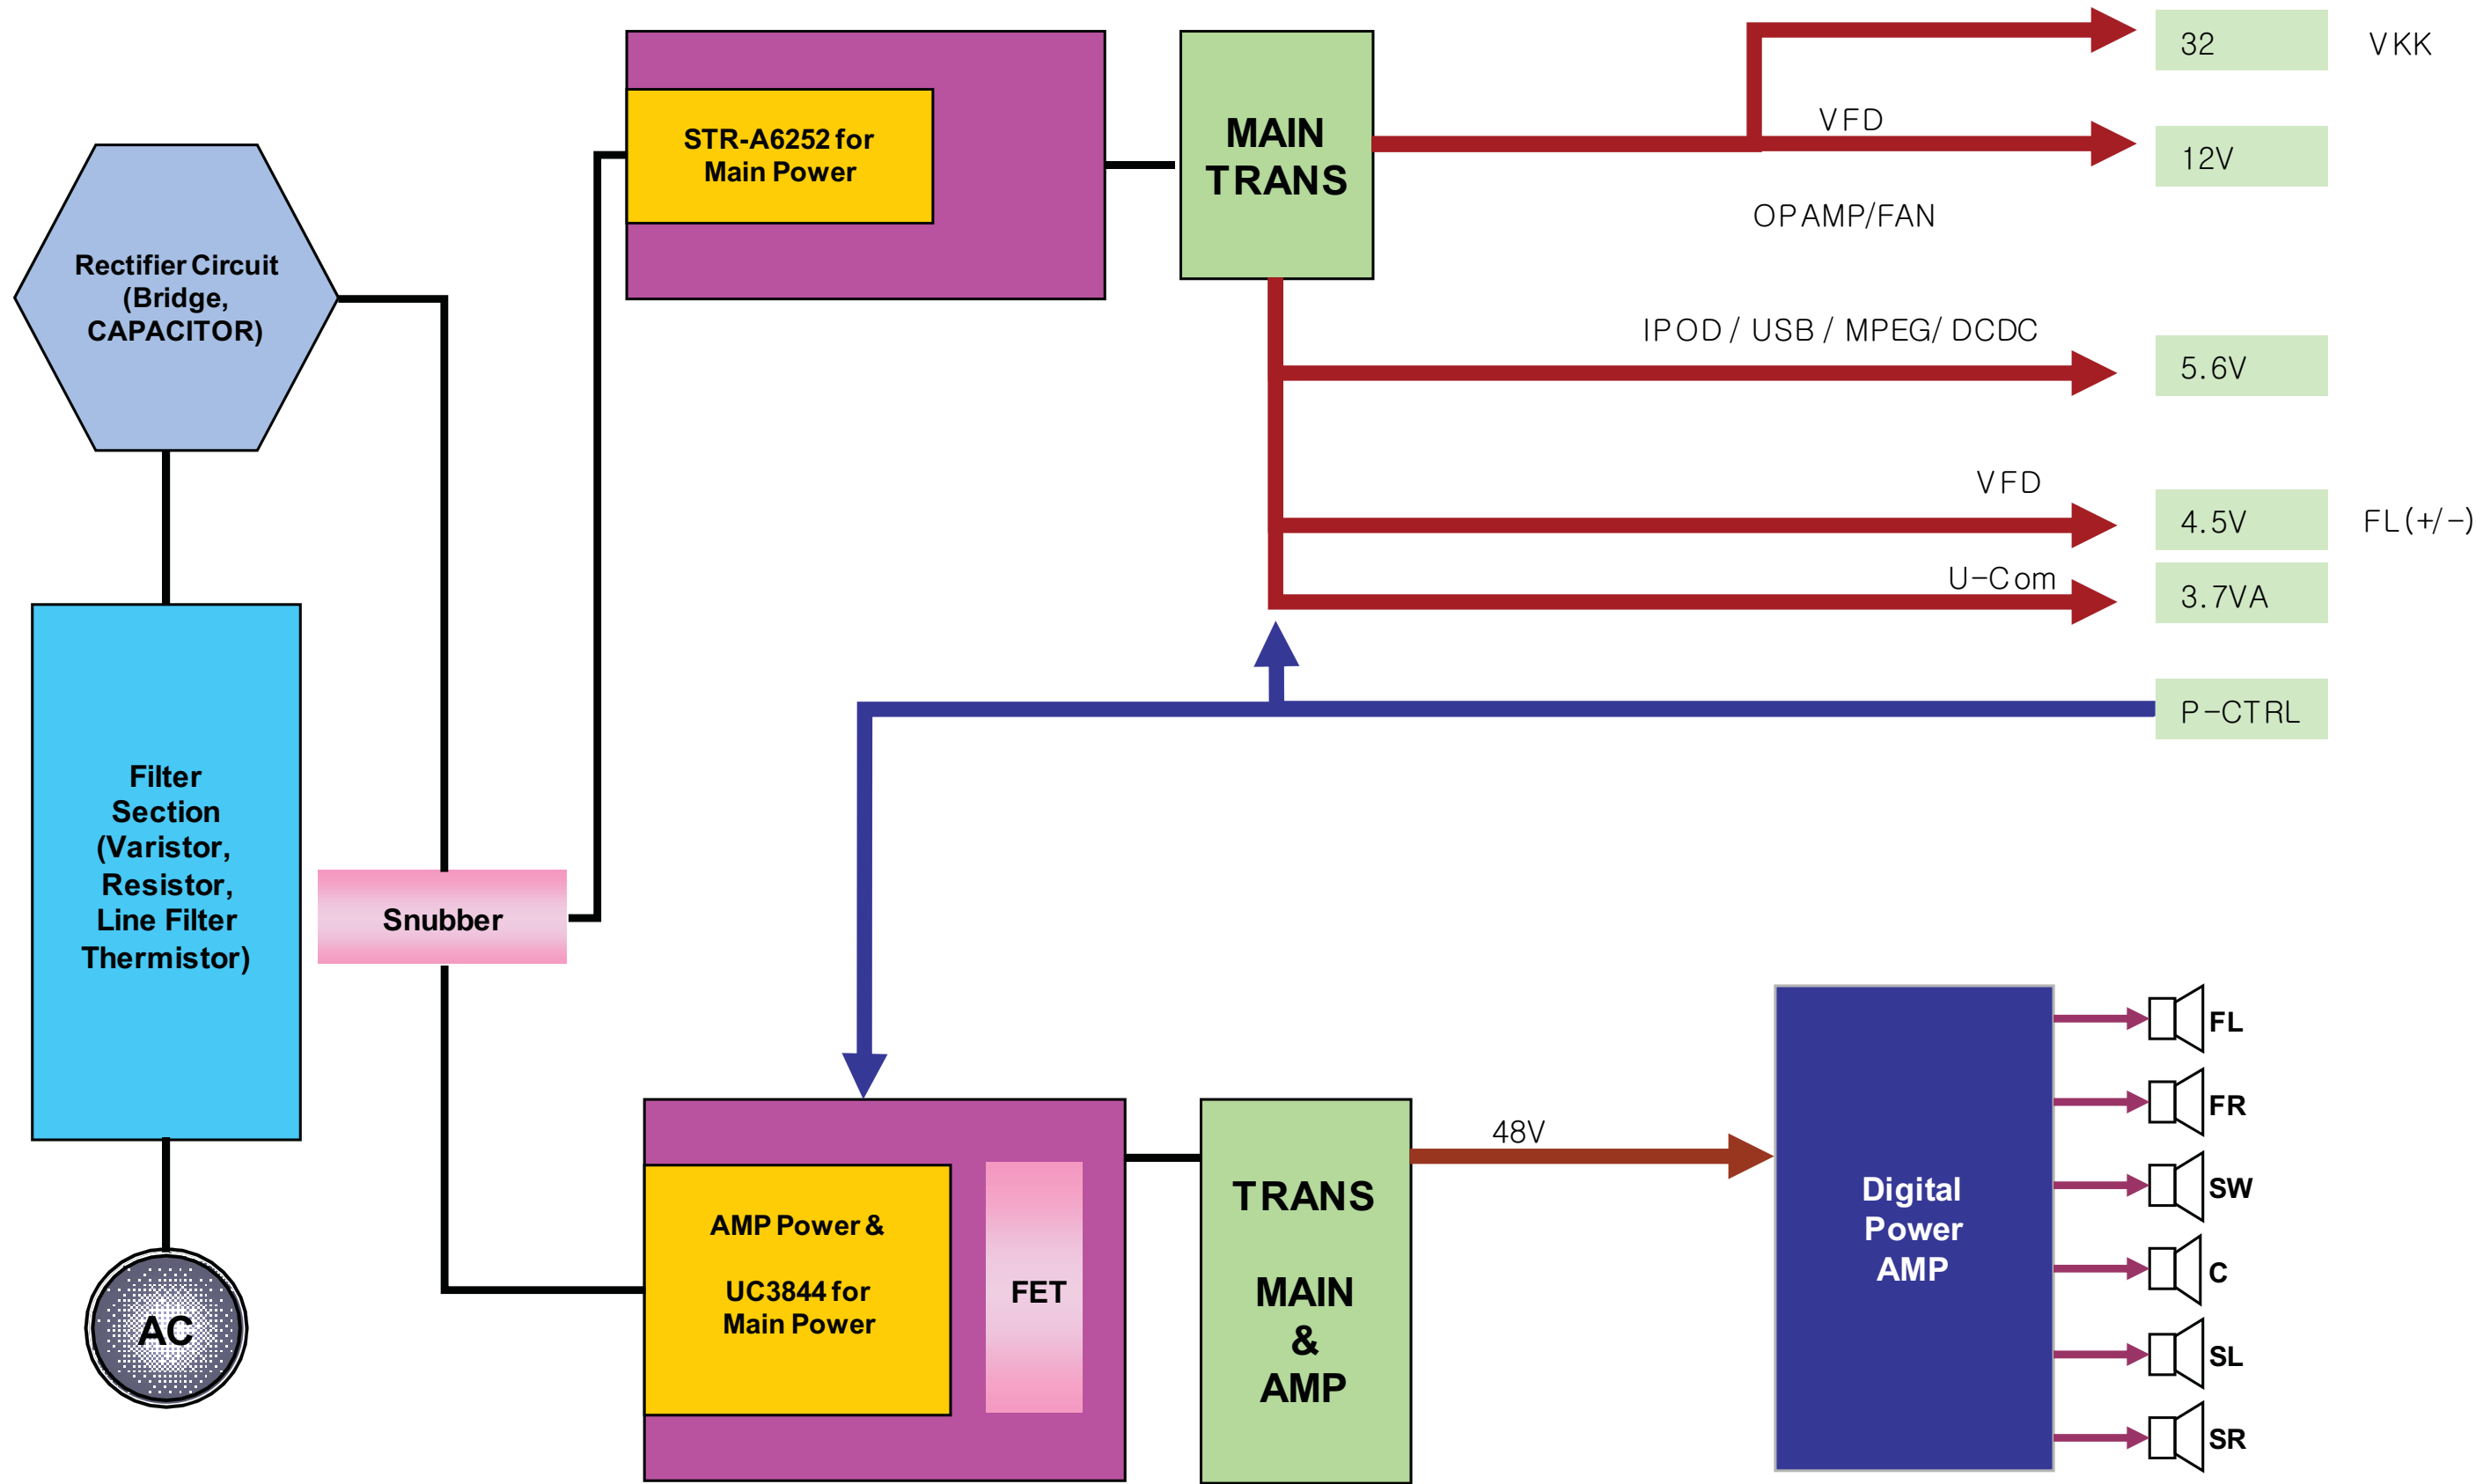 32
VKK
STR-A6252 for
Main Power
MAIN
TRANS
VFD
12V
OPAMP/FAN
Rectifier Circuit
(Bridge,
CAPACITOR)
IPOD / USB / MPEG/ DCDC
5.6V
VFD
4.5V
FL(+/-)
U-Com
3.7VA
P-CTRL
Filter
Section
(Varistor,
Resistor,
Line Filter
Thermistor)
Snubber
AC
AMP Power &
UC3844 for
Main Power
FET
TRANS
MAIN
&
AMP
48V
Digital
Power
AMP
FL
FR
SW
C
SL
SR